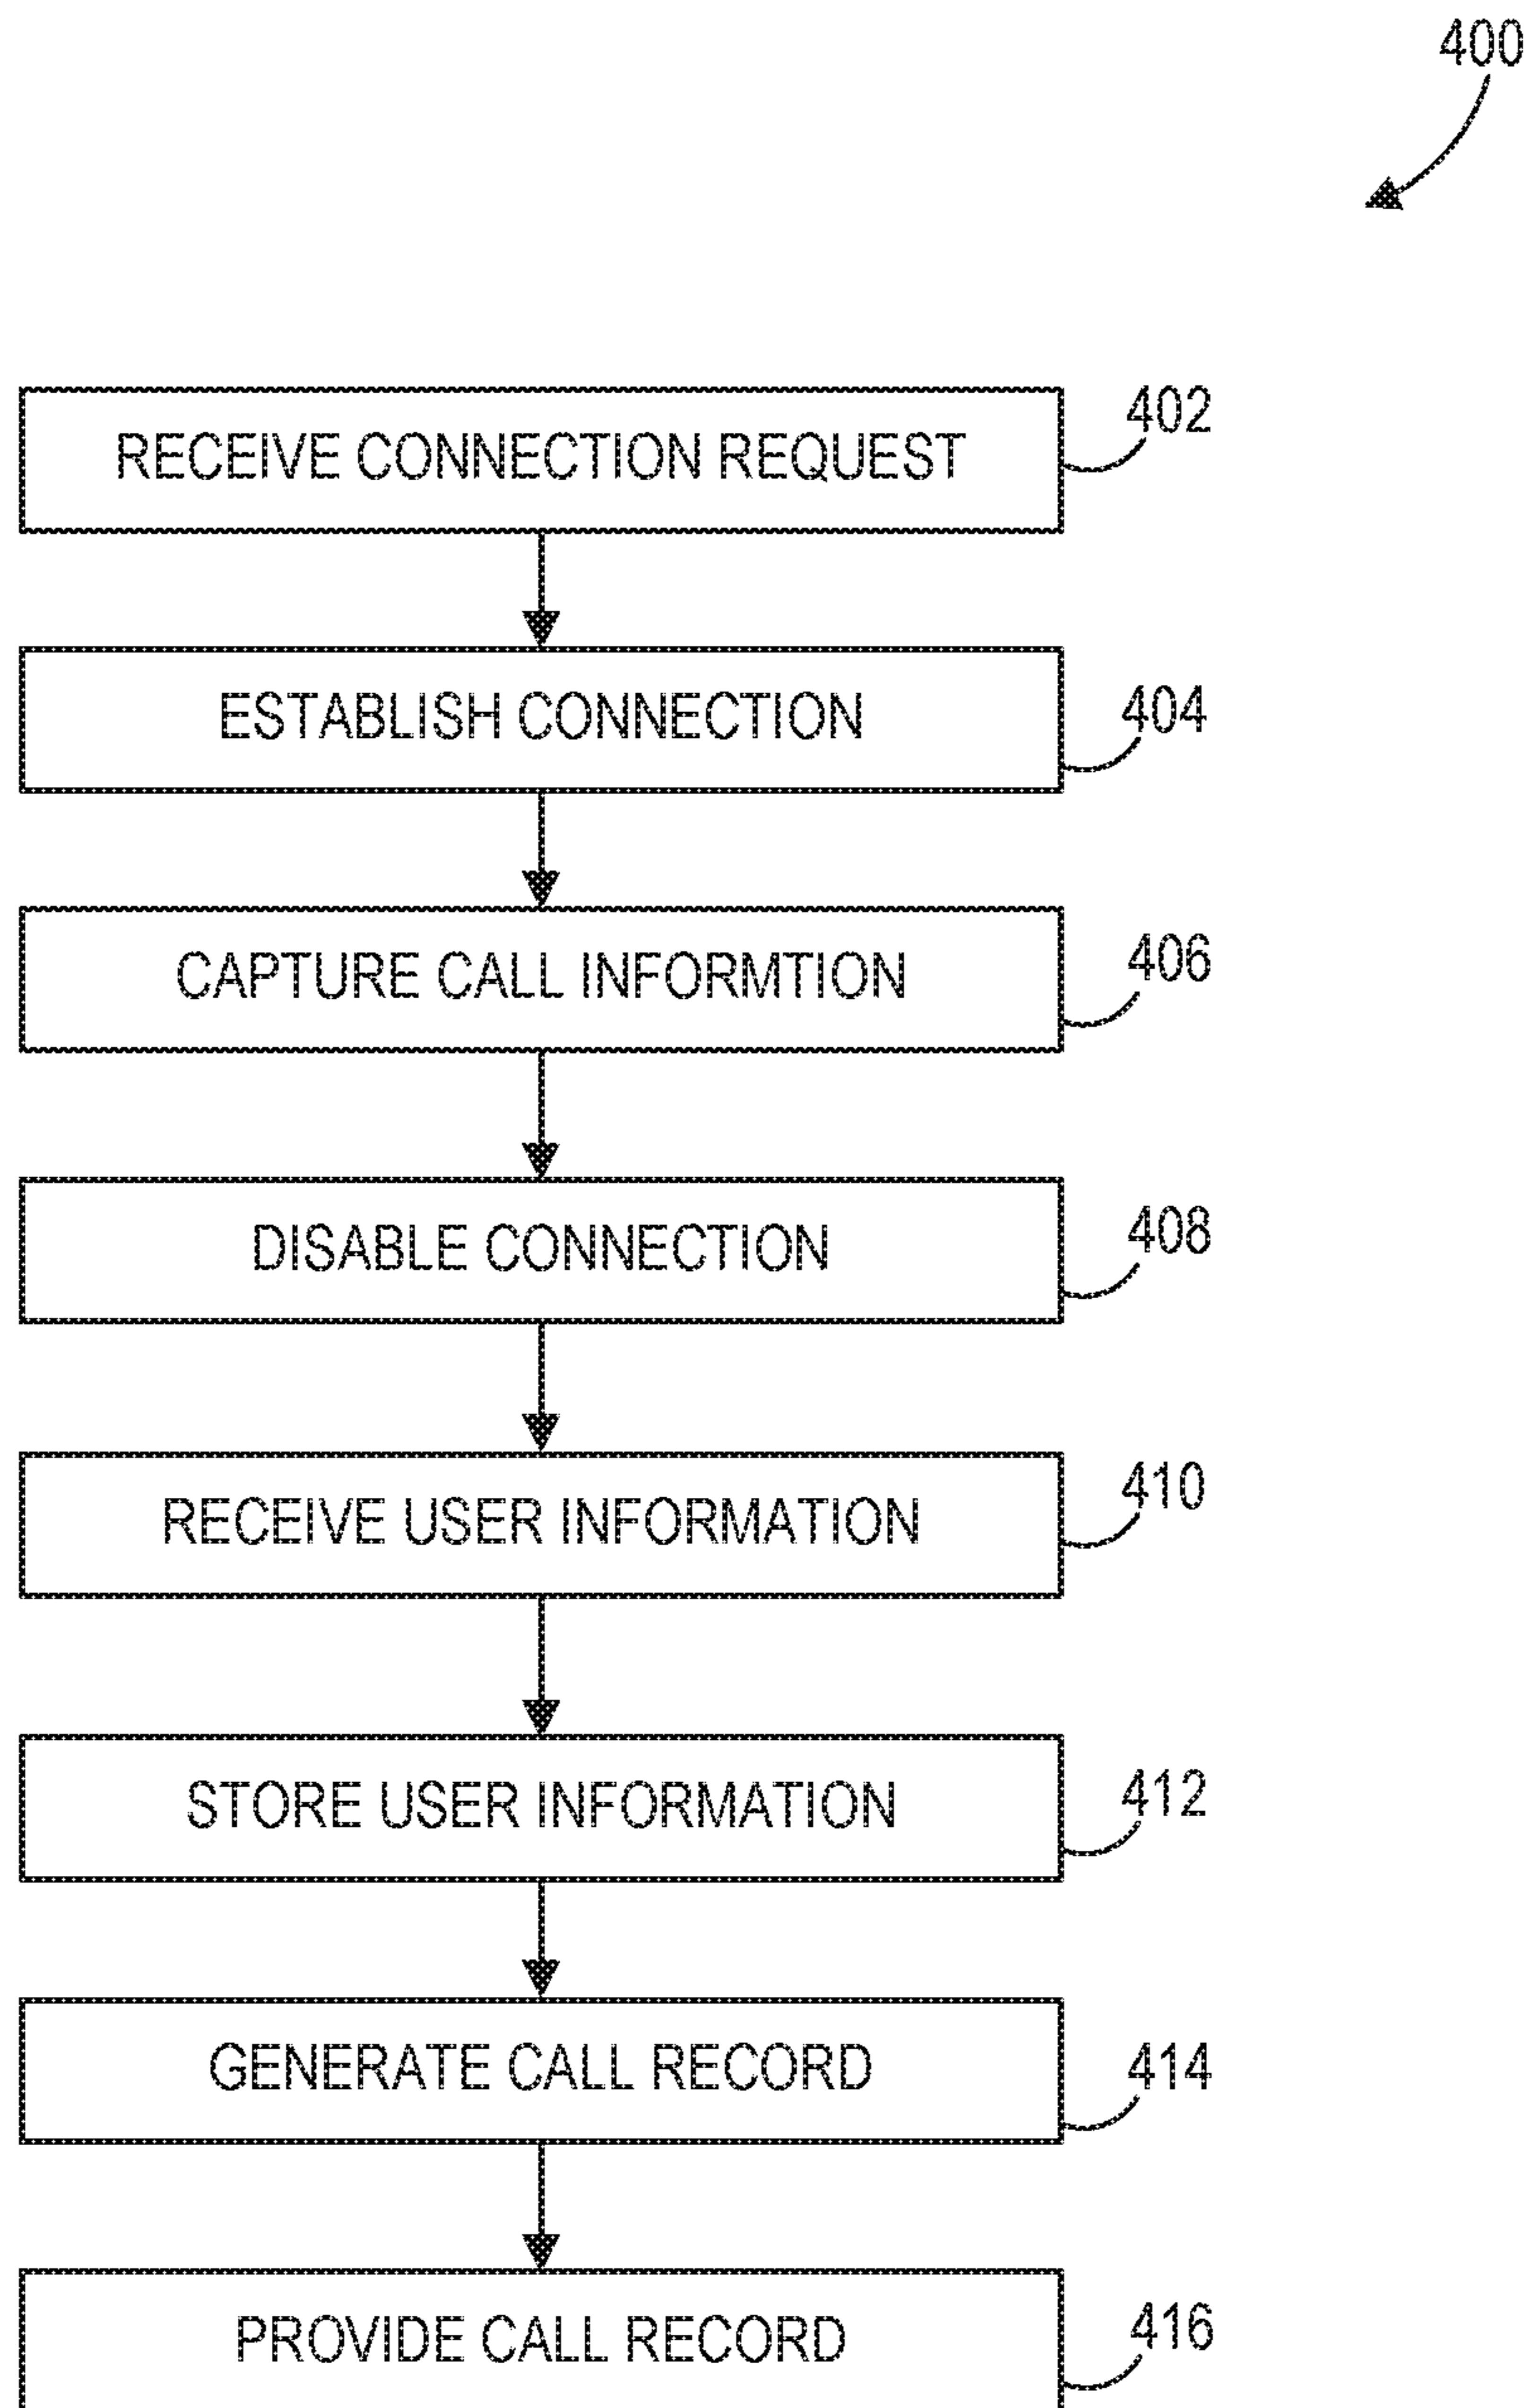 400
RECEIVE CONNECTION REQUEST
402
ESTABLISH CONNECTION
404
CAPTURE CALL INFORMTION
406
DISABLE CONNECTION
408
RECEIVE USER INFORMATION
410
STORE USER INFORMATION
412
GENERATE CALL RECORD
414
PROVIDE CALL RECORD
416